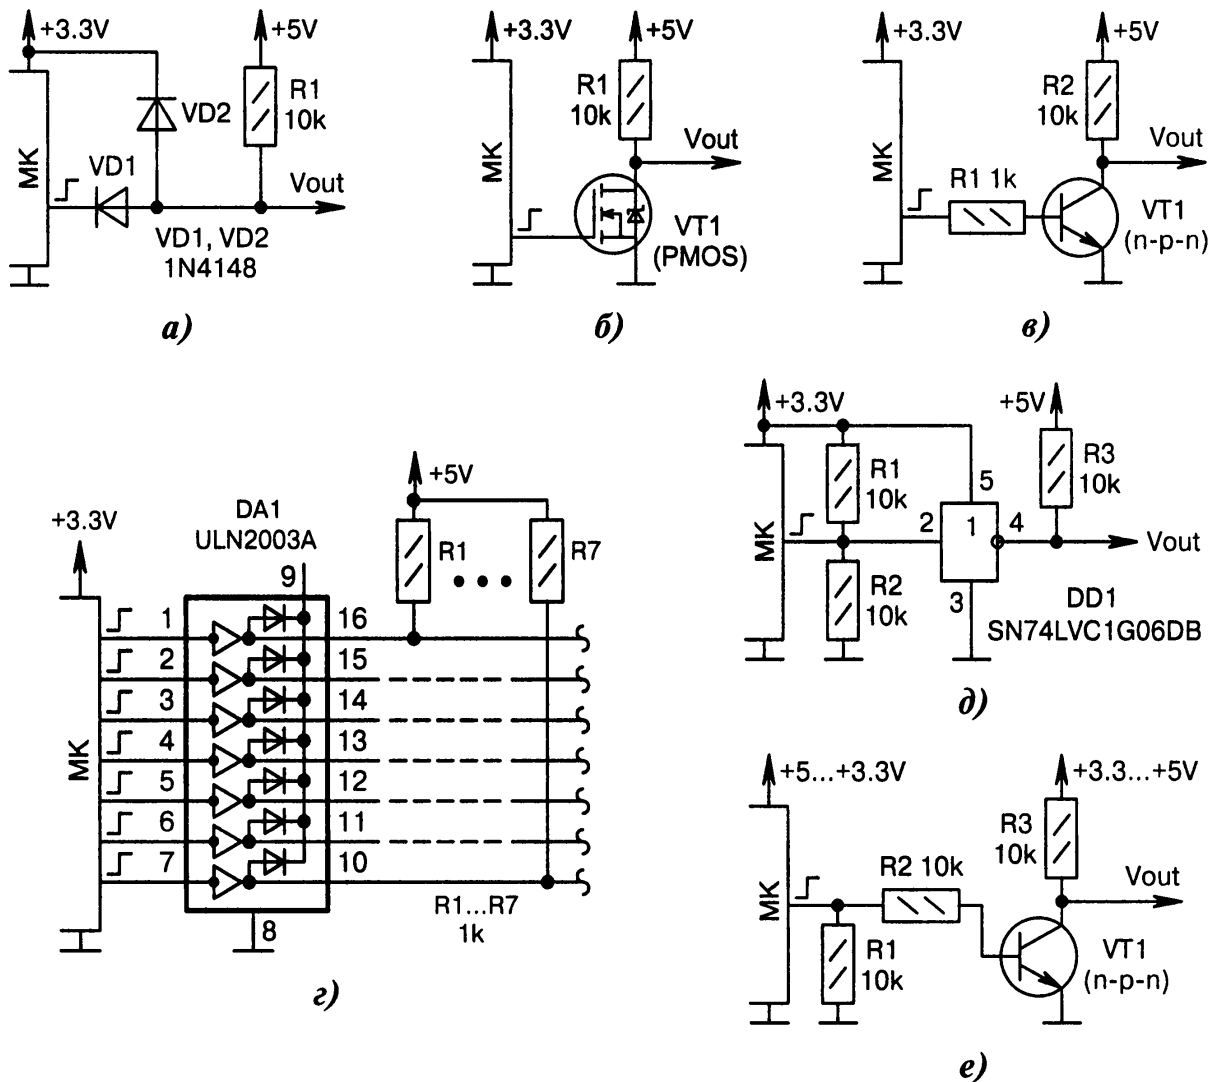 +3.3V
+5V
R1
10k
VD2
MK
VD1
Vout
VD1, VD2
1N4148
а)
+3.3V
+5V
R1
10k
Vout
MK
VT1
(PMOS)
б)
+3.3V
+5V
R2
10k
Vout
MK
R1 1k
VT1
(n-p-n)
в)
+5V
DA1
ULN2003A
+3.3V
R1
R7
9
1
16
2
15
3
14
4
13
MK
5
12
6
11
7
10
R1...R7
1k
8
г)
+3.3V
+5V
R1
10k
R3
10k
5
2
1
4
MK
Vout
R2
10k
3
DD1
SN74LVC1G06DB
д)
+5...+3.3V
+3.3...+5V
R3
10k
R2 10k
Vout
MK
R1
10k
VT1
(n-p-n)
е)